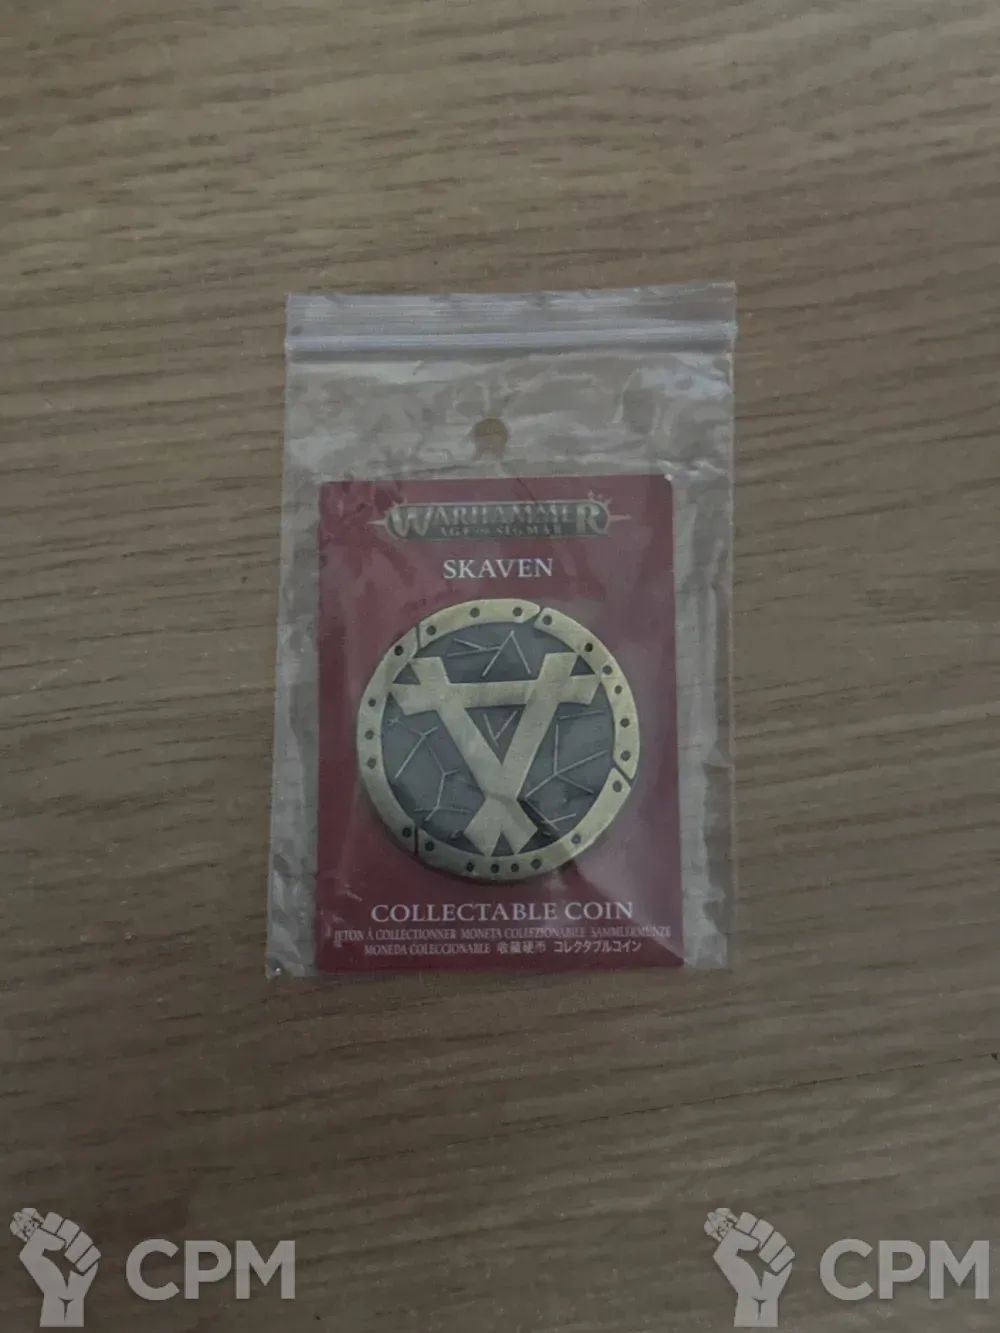 WARHAMMER
AGE OF SIGMAR
SKAVEN
COLLECTABLE COIN
JETON À COLLECTIONNER MONETA COLLEZIONABILE SAMMLERMÜNZE
MONEDA COLECCIONABLE 收藏硬币 コレクタブルコイン
CPM CPM